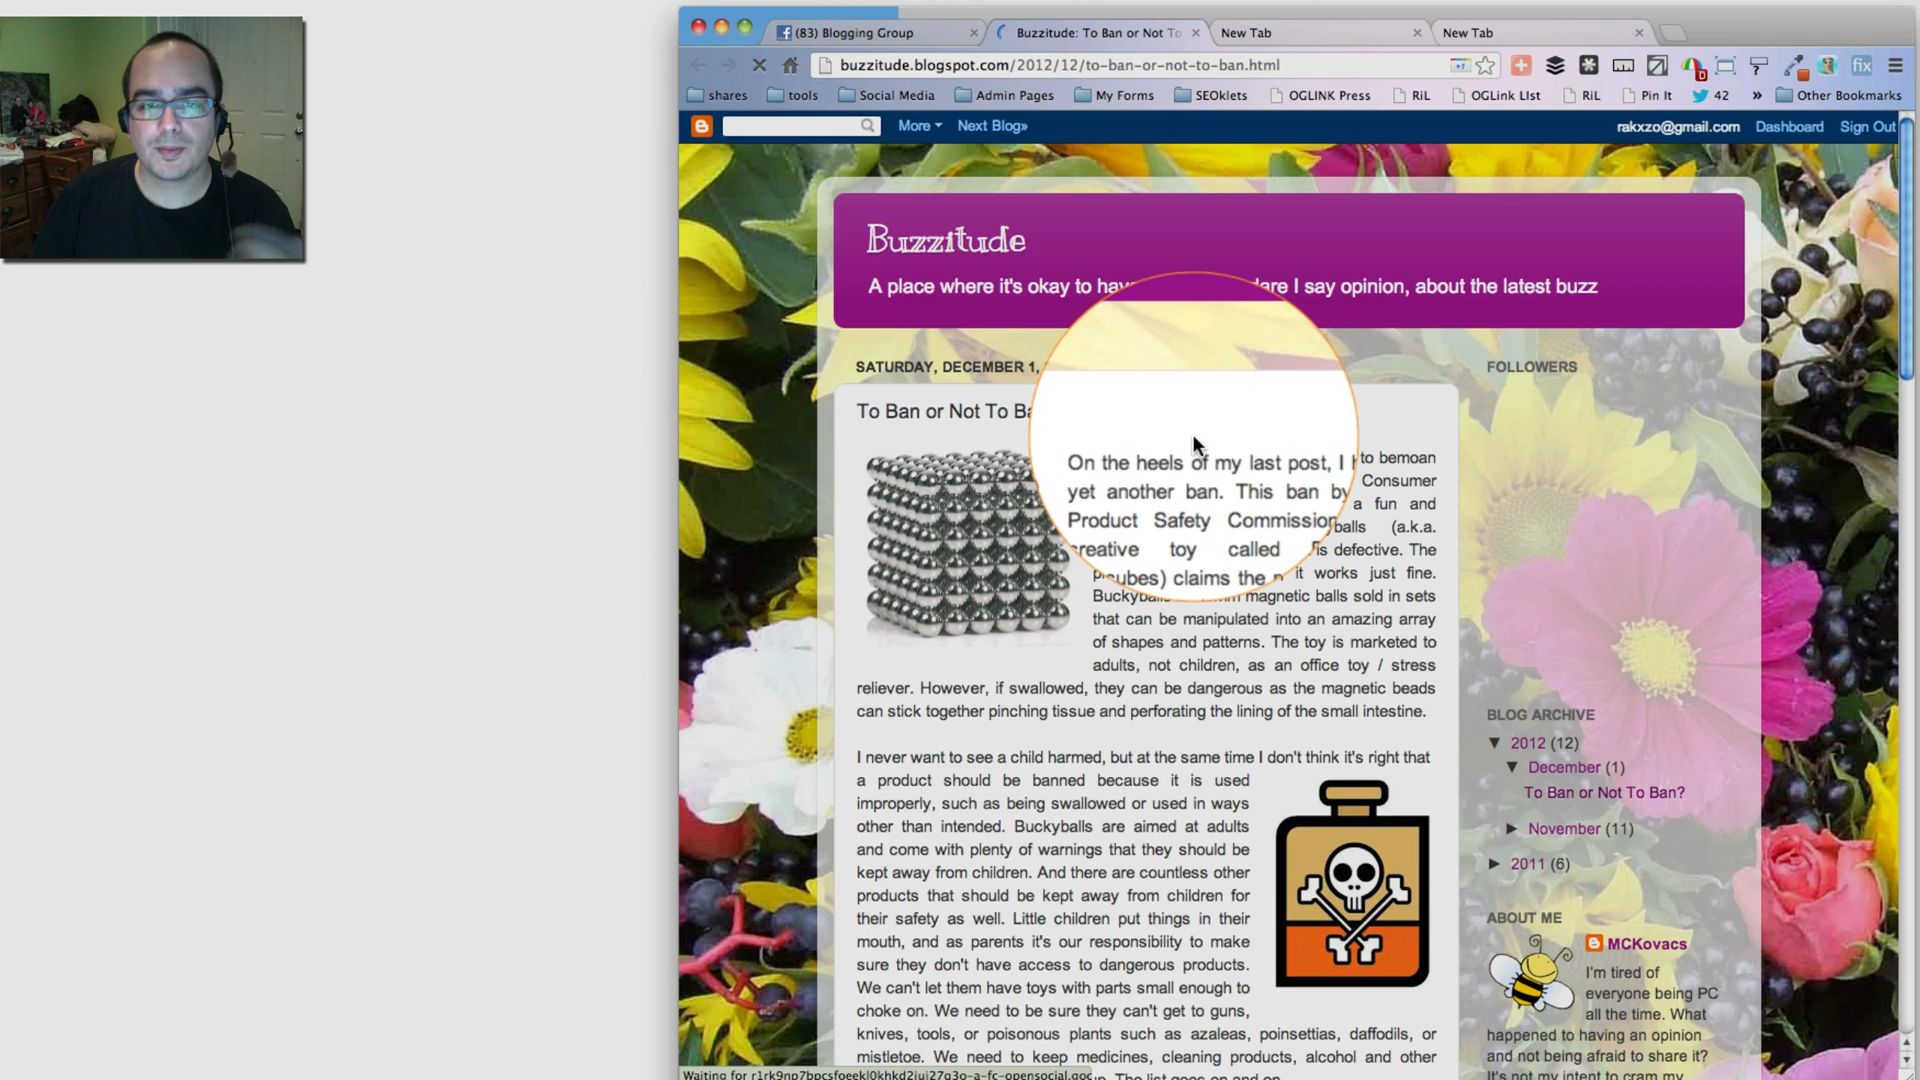 (83) Blogging Group
Buzzitude: To Ban or Not To
New Tab
New Tab
buzzitude.blogspot.com/2012/12/to-ban-or-not-to-ban.html
fix
shares tools Social Media Admin Pages My Forms SEOklets OGLINK Press RiL OGLink LIst RiL Pin It 42 » Other Bookmarks
More Next Blog» rakxzo@gmail.com Dashboard Sign Out
Buzzitude
A place where it's okay to hav are I say opinion, about the latest buzz
SATURDAY, DECEMBER 1,
To Ban or Not To Ba
On the heels of my last post, I h to bemoan
yet another ban. This ban by Consumer
Product Safety Commission a fun and
creative toy called balls (a.k.a.
cubes) claims the is defective. The
it works just fine.
magnetic balls sold in sets
that can be manipulated into an amazing array
of shapes and patterns. The toy is marketed to
adults, not children, as an office toy / stress
reliever. However, if swallowed, they can be dangerous as the magnetic beads
can stick together pinching tissue and perforating the lining of the small intestine.
I never want to see a child harmed, but at the same time I don't think it's right that
a product should be banned because it is used
improperly, such as being swallowed or used in ways
other than intended. Buckyballs are aimed at adults
and come with plenty of warnings that they should be
kept away from children. And there are countless other
products that should be kept away from children for
their safety as well. Little children put things in their
mouth, and as parents it's our responsibility to make
sure they don't have access to dangerous products.
We can't let them have toys with parts small enough to
choke on. We need to be sure they can't get to guns,
knives, tools, or poisonous plants such as azaleas, poinsettias, daffodils, or
mistletoe. We need to keep medicines, cleaning products, alcohol and other
FOLLOWERS
BLOG ARCHIVE
▼ 2012 (12)
▼ December (1)
To Ban or Not To Ban?
► November (11)
► 2011 (6)
ABOUT ME
MCKovacs
I'm tired of
everyone being PC
all the time. What
happened to having an opinion
and not being afraid to share it?
It's not my intent to cram my